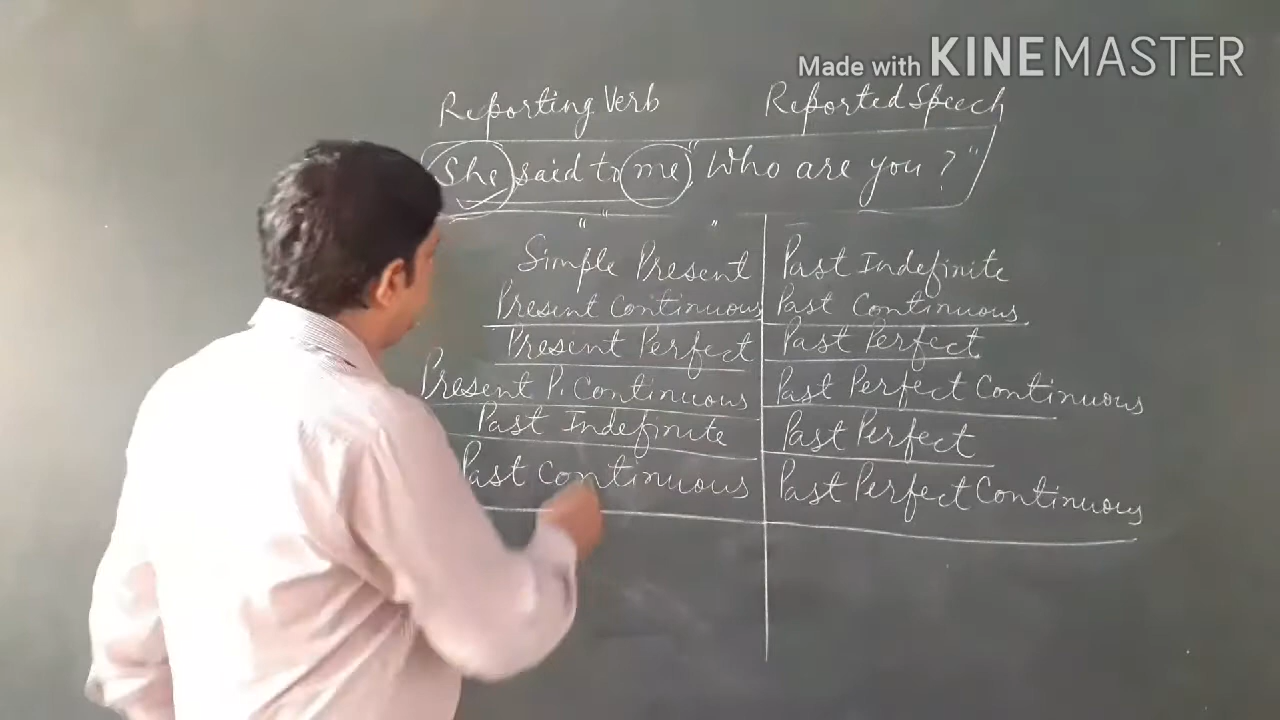 Made with KINEMASTER
Reporting Verb Reported Speech
She said to me, "Who are you?"
Simple Present Past Indefinite
Present Continuous Past Continuous
Present Perfect Past Perfect
Present P. Continuous Past Perfect Continuous
Past Indefinite Past Perfect
Past Continuous Past Perfect Continuous